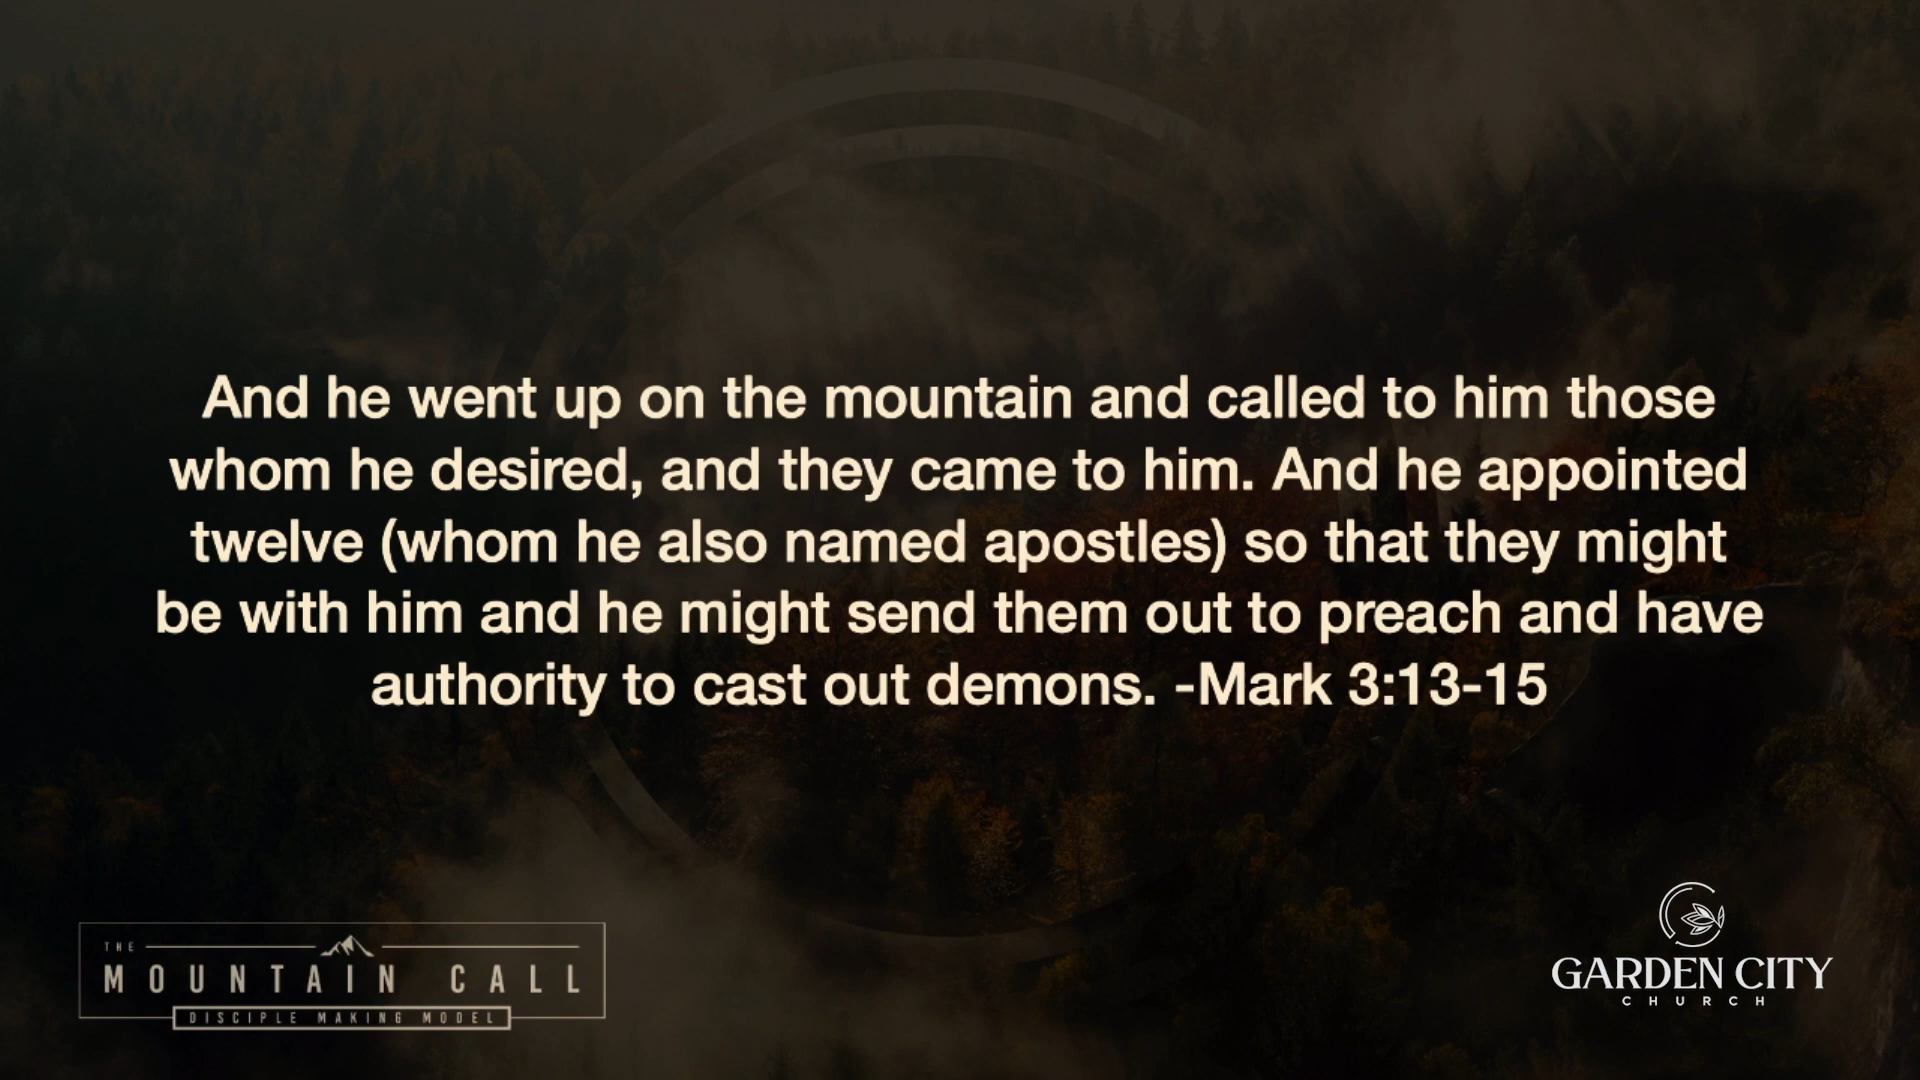 And he went up on the mountain and called to him those
whom he desired, and they came to him. And he appointed
twelve (whom he also named apostles) so that they might
be with him and he might send them out to preach and have
authority to cast out demons. -Mark 3:13-15
THE
MOUNTAIN CALL
DISCIPLE MAKING MODEL
GARDEN CITY
CHURCH